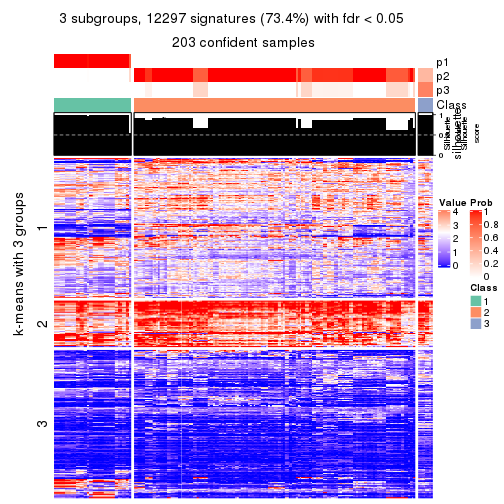 3 subgroups, 12297 signatures (73.4%) with fdr < 0.05
203 confident samples
p1
p2
p3
Class
1
0.5
0
silhouette
Silhouette
score
k-means with 3 groups
1
2
3
Value
4
3
2
1
0
Prob
1
0.8
0.6
0.4
0.2
0
Class
1
2
3